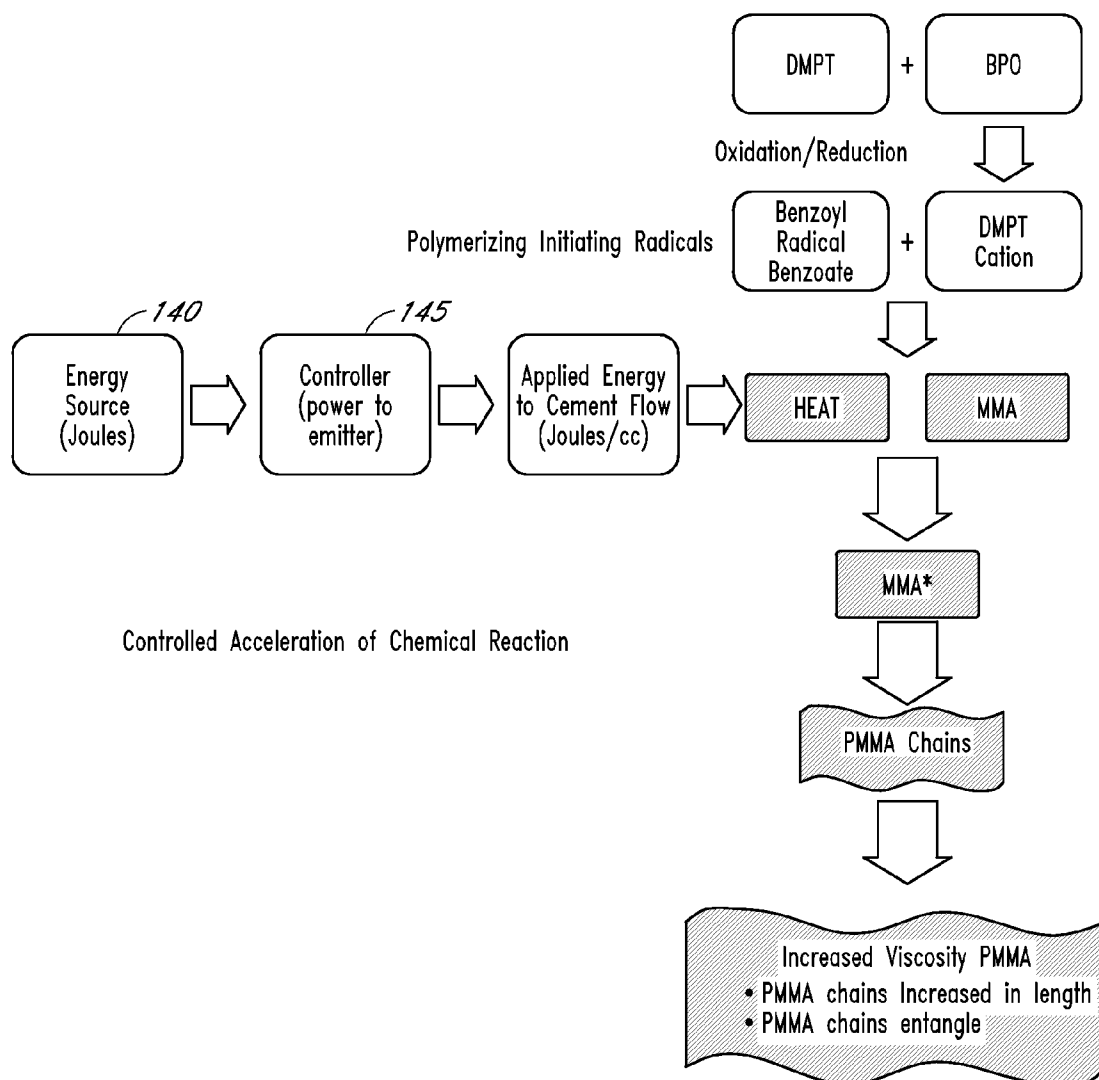 DMPT + BPO
Oxidation/Reduction
Polymerizing Initiating Radicals
Benzoyl
Radical
Benzoate
+
DMPT
Cation
140
145
Energy
Source
(Joules)
Controller
(power to
emitter)
Applied Energy
to Cement Flow
(Joules/cc)
HEAT
MMA
MMA*
Controlled Acceleration of Chemical Reaction
PMMA Chains
Increased Viscosity PMMA
• PMMA chains Increased in length
• PMMA chains entangle